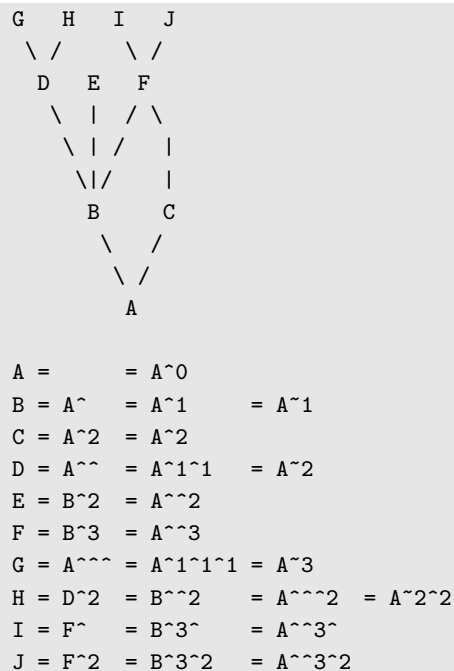 G   H   I   J
 \ /     \ /
  D   E   F
   \  |  / \
    \ | /   |
     \|/    |
      B     C
       \   /
        \ /
         A

A =      = A^0
B = A^   = A^1     = A~1
C = A^2  = A^2
D = A^^  = A^1^1   = A~2
E = B^2  = A^^2
F = B^3  = A^^3
G = A^^^ = A^1^1^1 = A~3
H = D^2  = B^^2    = A^^^2  = A~2^2
I = F^   = B^3^    = A^^3^
J = F^2  = B^3^2   = A^^3^2